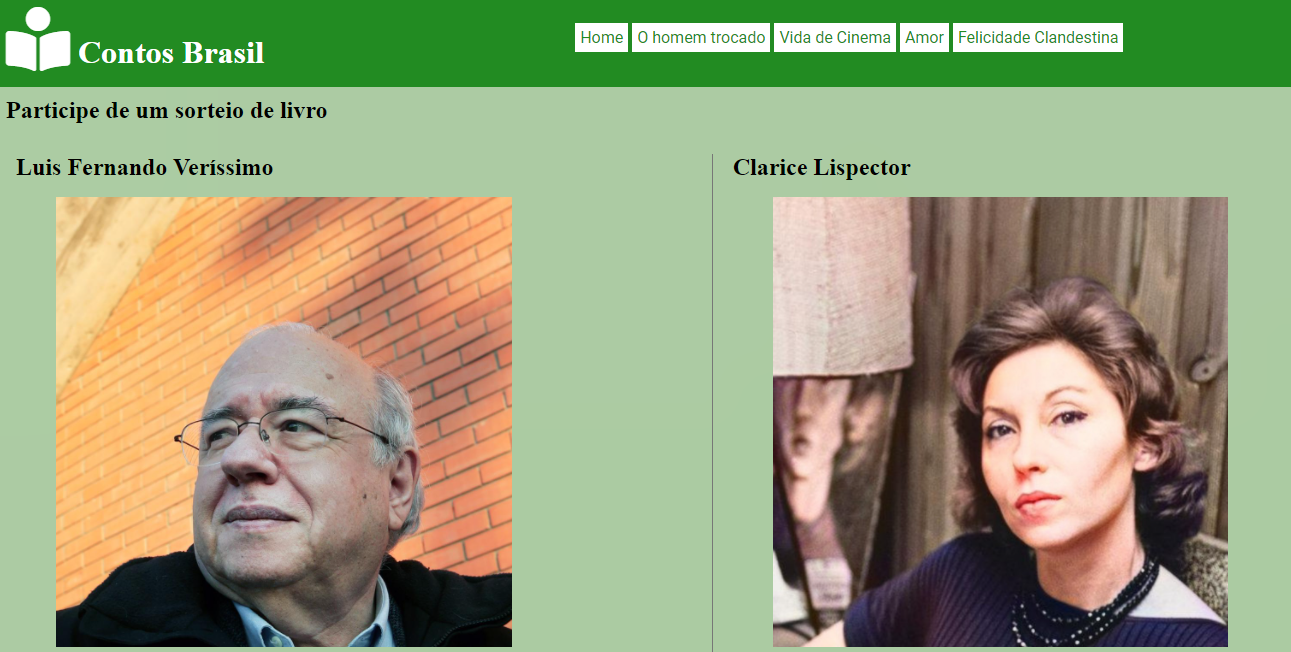 Contos Brasil
Home O homem trocado Vida de Cinema Amor Felicidade Clandestina
Participe de um sorteio de livro
Luis Fernando Veríssimo
Clarice Lispector